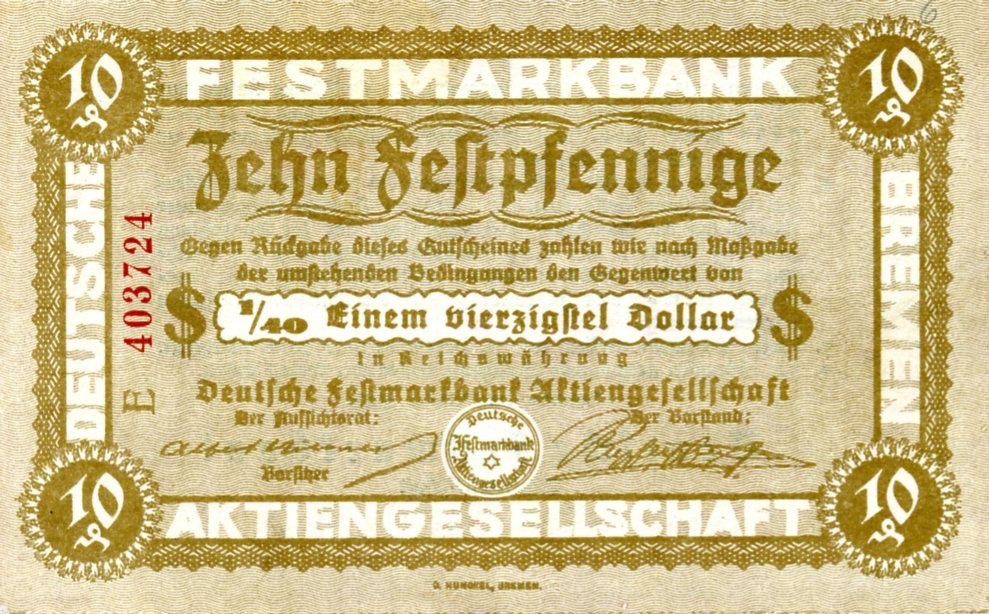 FESTMARKBANK
10 ₰
10 ₰
Zehn Feſtpfennige
DEUTSCHE
BREMEN
E 403724
Gegen Rückgabe dieſes Gutſcheines zahlen wir nach Maßgabe
der umſtehenden Bedingungen den Gegenwert von
$ 1/40 Einem vierzigſtel Dollar $
in Reichswährung
Deutſche Feſtmarkbank Aktiengeſellſchaft
Der Aufſichtsrat:
Der Vorſtand:
Vorſitzer
Deutſche
Feſtmarkbank
Aktiengeſellſchaft
10 ₰
10 ₰
AKTIENGESELLSCHAFT
G. HUNCKEL, BREMEN.
6